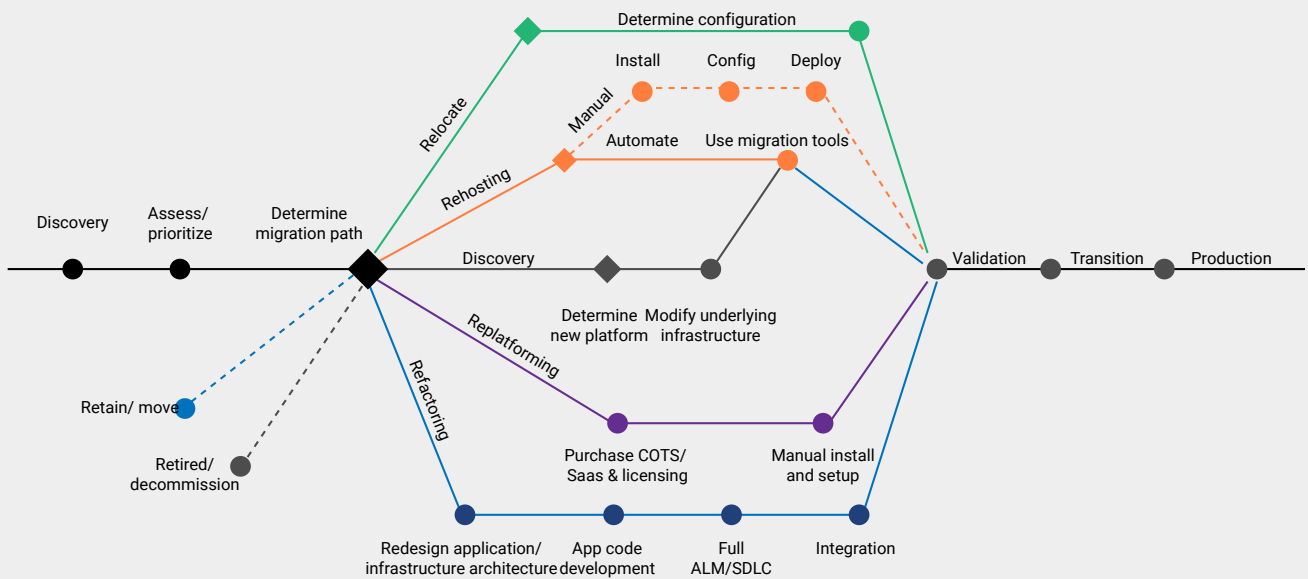 Determine configuration
Install
Config
Deploy
Relocate
Manual
Automate
Use migration tools
Rehosting
Discovery
Assess/
prioritize
Determine
migration path
Discovery
Validation
Transition
Production
Determine
new platform
Modify underlying
infrastructure
Replatforming
Refactoring
Retain/ move
Retired/
decommission
Purchase COTS/
Saas & licensing
Manual install
and setup
Redesign application/
infrastructure architecture
App code
development
Full
ALM/SDLC
Integration